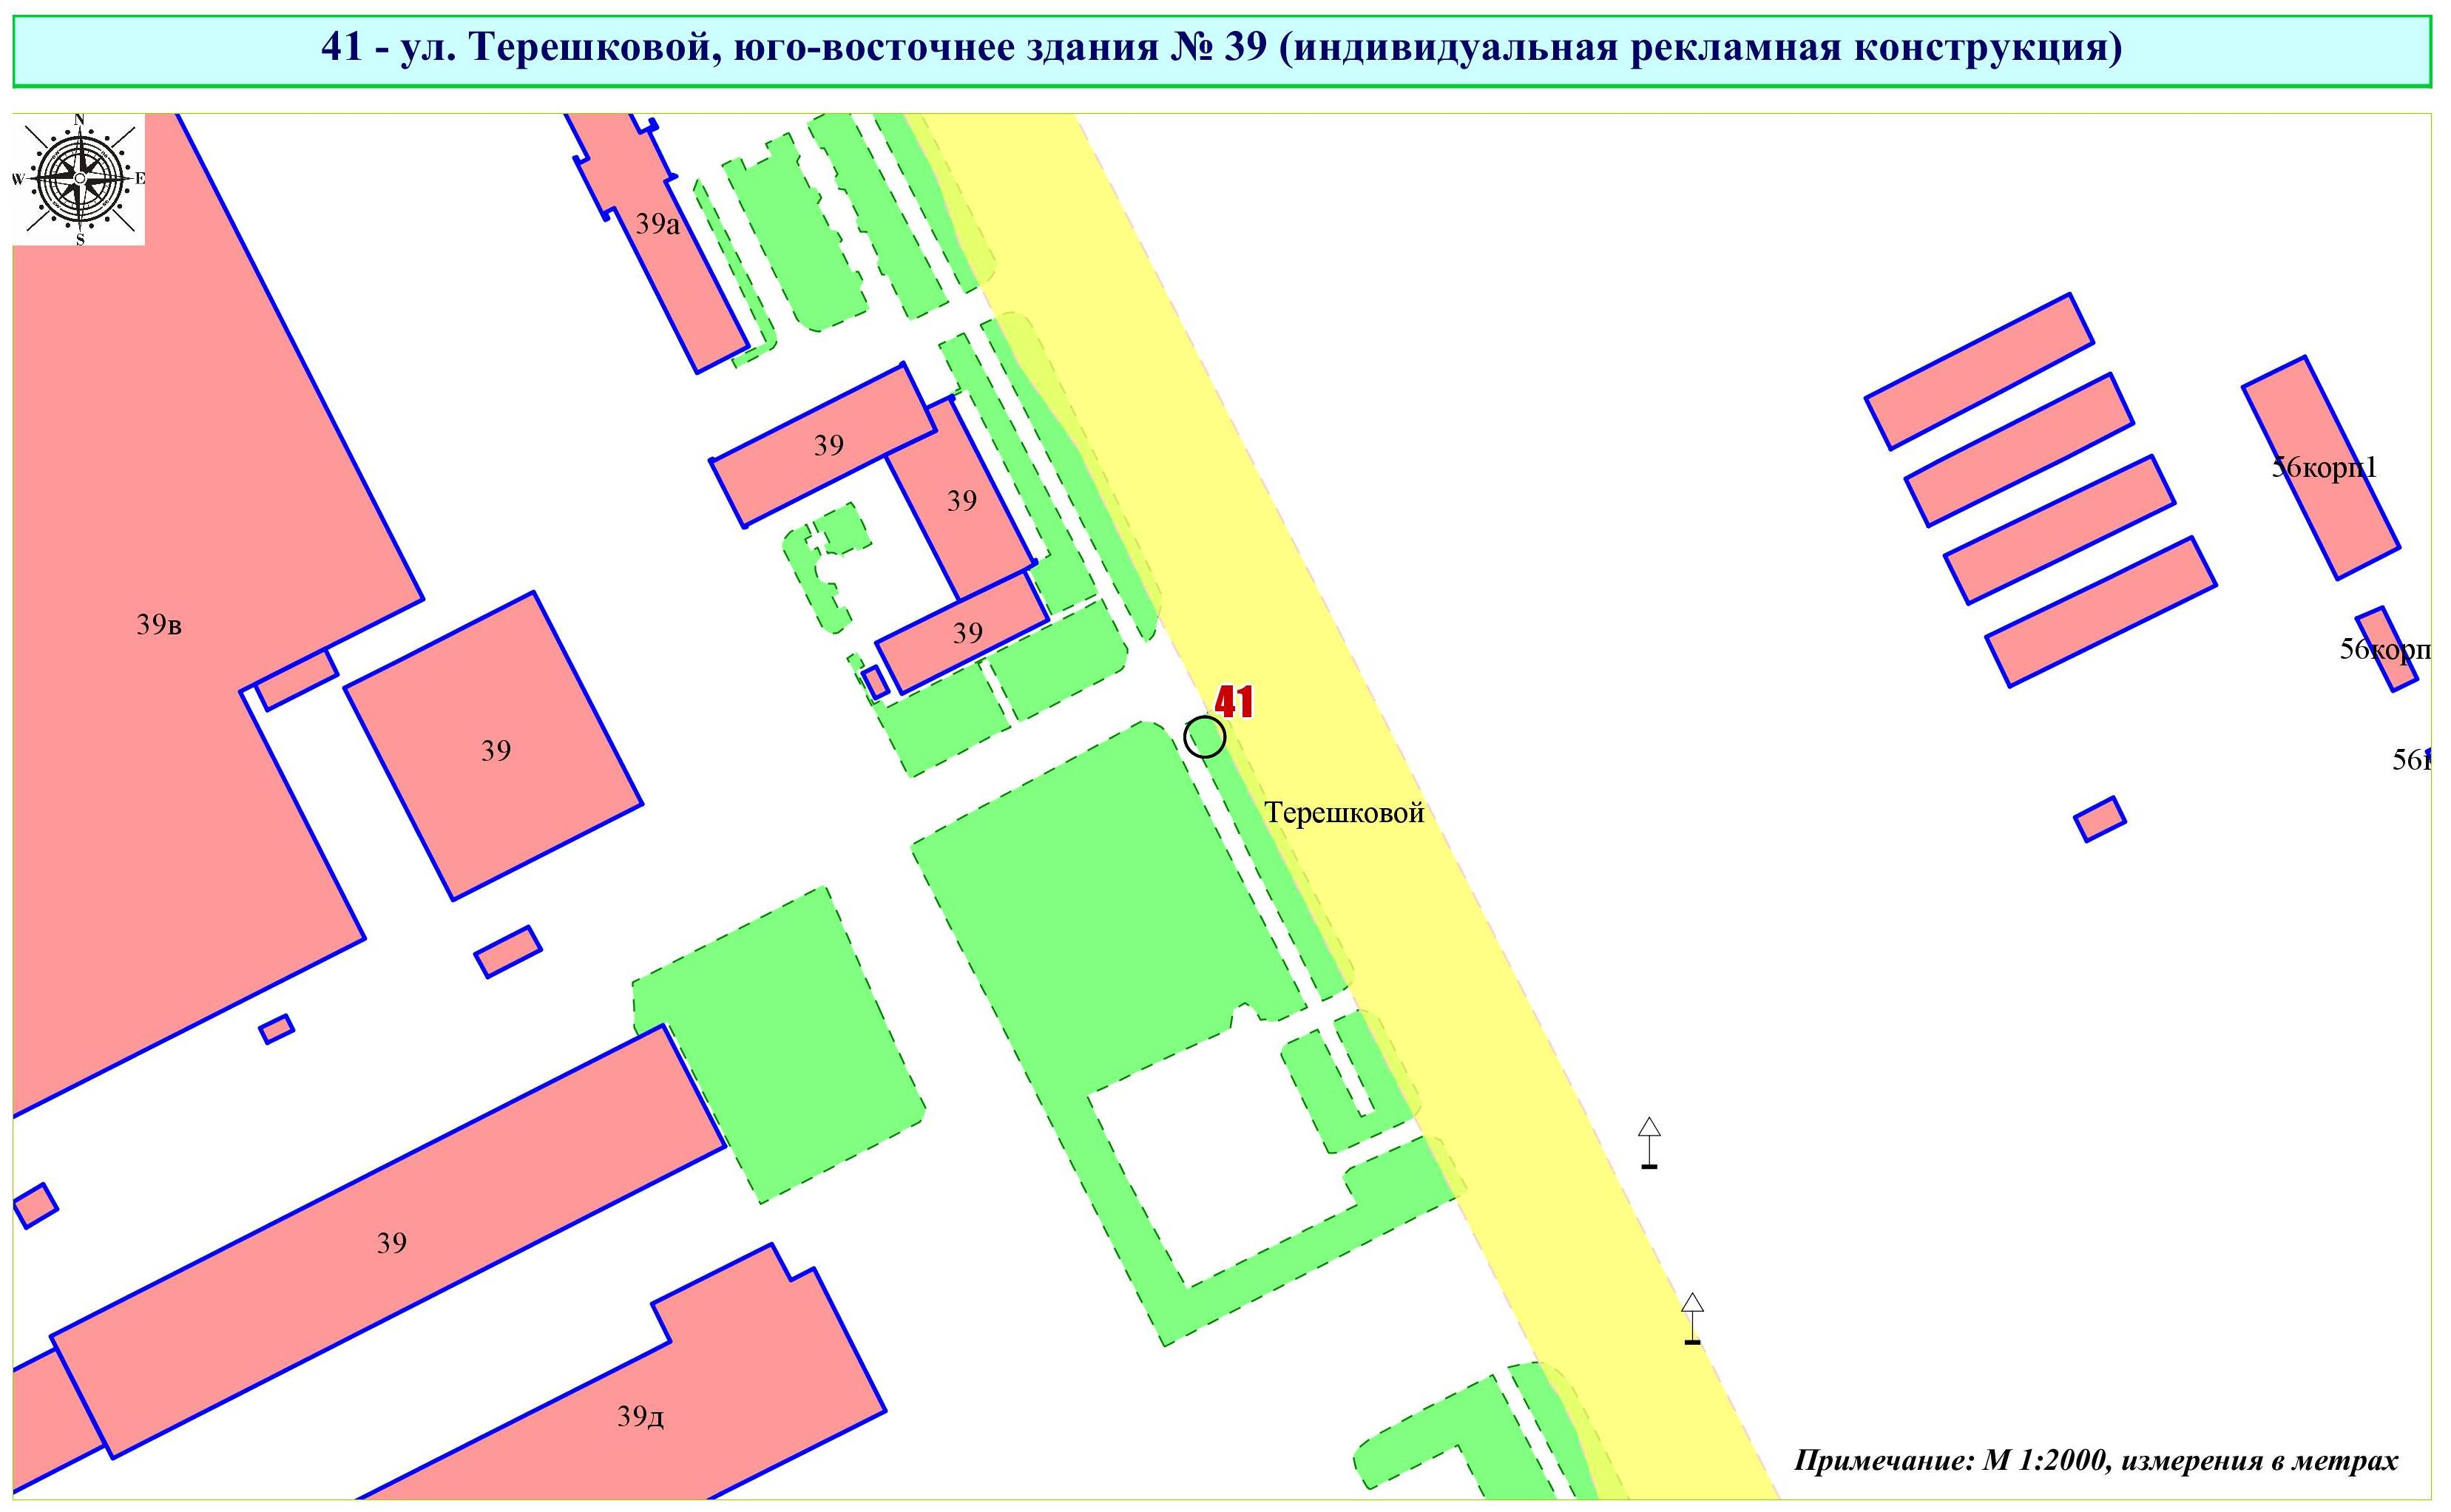 41 - ул. Терешковой, юго-восточнее здания № 39 (индивидуальная рекламная конструкция)
N
W
E
S
39а
39
56корп1
39
39в
39
56корп
41
39
56
Терешковой
39
39д
Примечание: М 1:2000, измерения в метрах